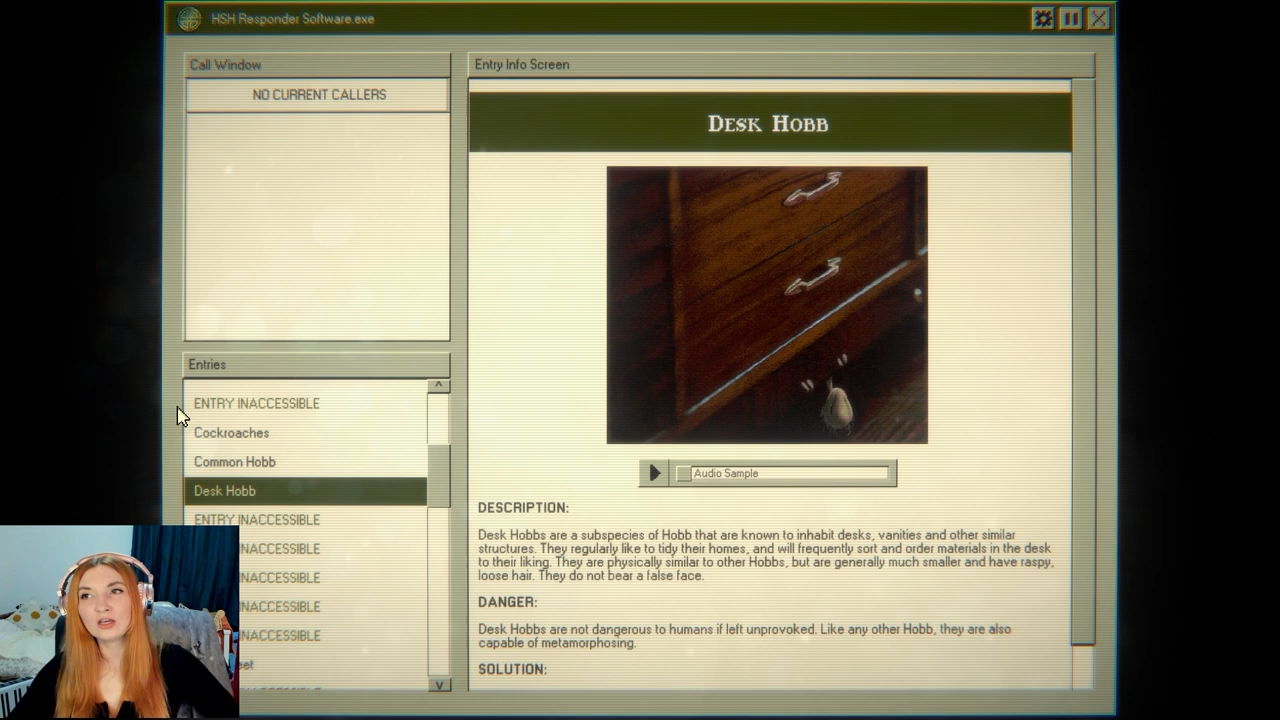 HSH Responder Software.exe
Call Window
NO CURRENT CALLERS
Entries
ENTRY INACCESSIBLE
Cockroaches
Common Hobb
Desk Hobb
ENTRY INACCESSIBLE
INACCESSIBLE
INACCESSIBLE
INACCESSIBLE
INACCESSIBLE
Entry Info Screen
Desk Hobb
Audio Sample
DESCRIPTION:
Desk Hobbs are a subspecies of Hobb that are known to inhabit desks, vanities and other similar
structures. They regularly like to tidy their homes, and will frequently sort and order materials in the desk
to their liking. They are physically similar to other Hobbs, but are generally much smaller and have raspy,
loose hair. They do not bear a false face.
DANGER:
Desk Hobbs are not dangerous to humans if left unprovoked. Like any other Hobb, they are also
capable of metamorphosing.
SOLUTION: